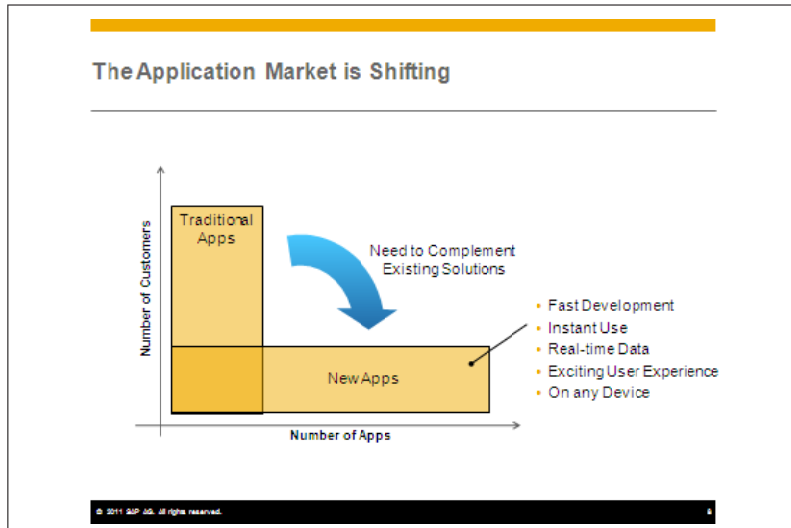 The Application Market is Shifting
Number of Customers
Traditional
Apps
Need to Complement
Existing Solutions
New Apps
• Fast Development
• Instant Use
• Real-time Data
• Exciting User Experience
• On any Device
Number of Apps
© 2011 SAP AG. All rights reserved.